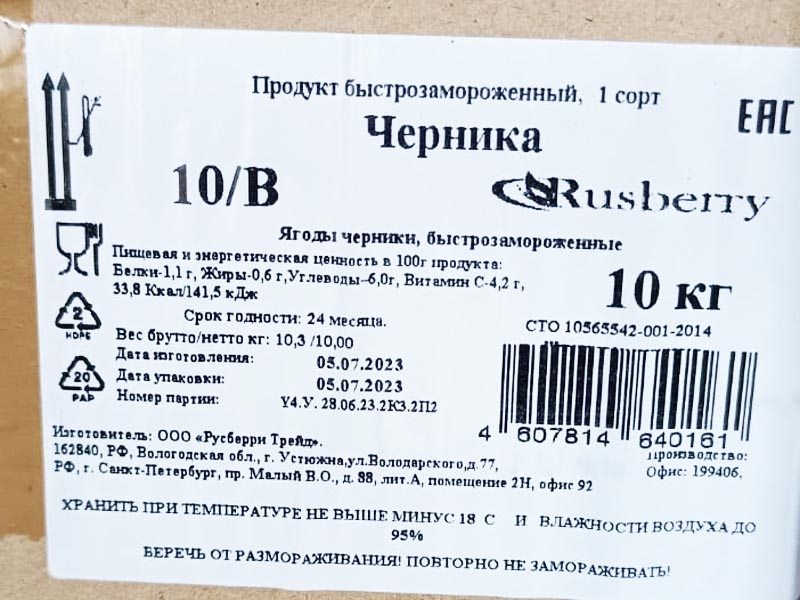 Продукт быстрозамороженный, 1 сорт
EAC
Черника
10/В
Rusberry
Ягоды черники, быстрозамороженные
Пищевая и энергетическая ценность в 100г продукта:
Белки-1,1 г, Жиры-0,6 г,Углеводы-6,0г, Витамин С-4,2 г,
33,8 Ккал/141,5 кДж
10 кг
Срок годности: 24 месяца.
СТО 10565542-001-2014
2
HDPE
Вес брутто/нетто кг: 10,3 /10,00
Дата изготовления: 05.07.2023
Дата упаковки: 05.07.2023
20
PAP
Номер партии: Y4.У. 28.06.23.2К3.2П2
4 607814 640161
Изготовитель: ООО «Русберри Трейд».
Производство:
162840, РФ, Вологодская обл., г. Устюжна,ул.Володарского,д.77,
Офис: 199406,
РФ, г. Санкт-Петербург, пр. Малый В.О., д. 88, лит.А, помещение 2Н, офис 92
ХРАНИТЬ ПРИ ТЕМПЕРАТУРЕ НЕ ВЫШЕ МИНУС 18 С И ВЛАЖНОСТИ ВОЗДУХА ДО
95%
БЕРЕЧЬ ОТ РАЗМОРАЖИВАНИЯ! ПОВТОРНО НЕ ЗАМОРАЖИВАТЬ!